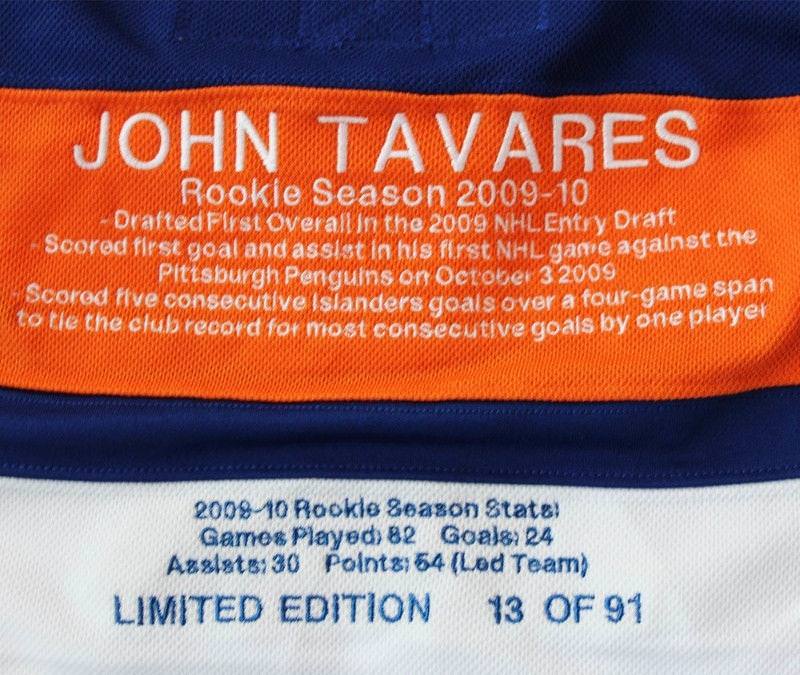 JOHN TAVARES
Rookie Season 2009-10
- Drafted First Overall in the 2009 NHL Entry Draft
- Scored first goal and assist in his first NHL game against the
Pittsburgh Penguins on October 3 2009
- Scored five consecutive Islanders goals over a four-game span
to tie the club record for most consecutive goals by one player
2009-10 Rookie Season Stats:
Games Played: 82 Goals: 24
Assists: 30 Points: 54 (Led Team)
LIMITED EDITION 13 OF 91